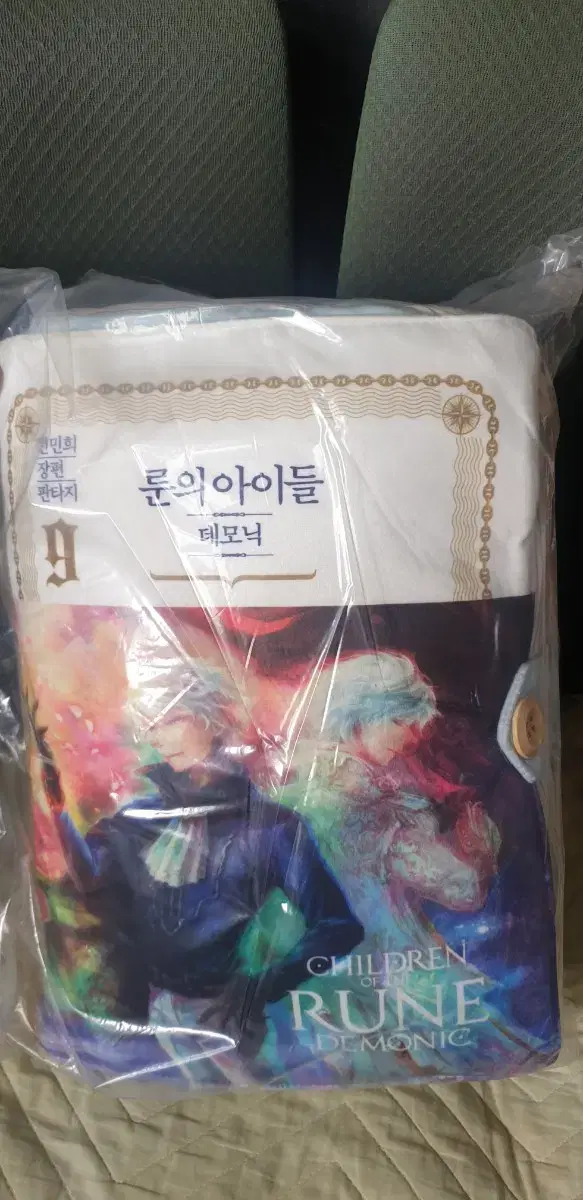 전민희
장편
판타지
9
룬의 아이들
데모닉
CHILDREN
OF THE
RUNE
DEMONIC